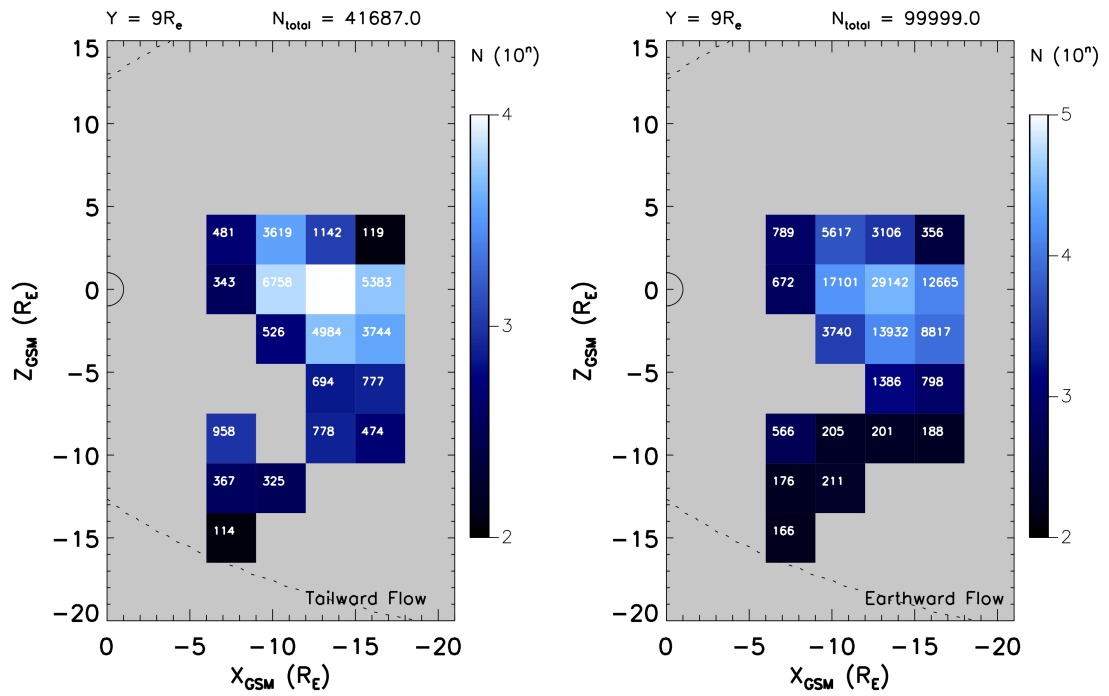 Y = 9Re N_total = 41687.0
N (10^n)
15
10
5
0
−5
−10
−15
−20
Z_GSM (R_E)
481 3619 1142 119
343 6758 5383
526 4984 3744
694 777
958 778 474
367 325
114
Tailward Flow
0 −5 −10 −15 −20
X_GSM (R_E)
4
3
2
Y = 9Re N_total = 99999.0
N (10^n)
15
10
5
0
−5
−10
−15
−20
Z_GSM (R_E)
789 5617 3106 356
672 17101 29142 12665
3740 13932 8817
1386 798
566 205 201 188
176 211
166
Earthward Flow
0 −5 −10 −15 −20
X_GSM (R_E)
5
4
3
2